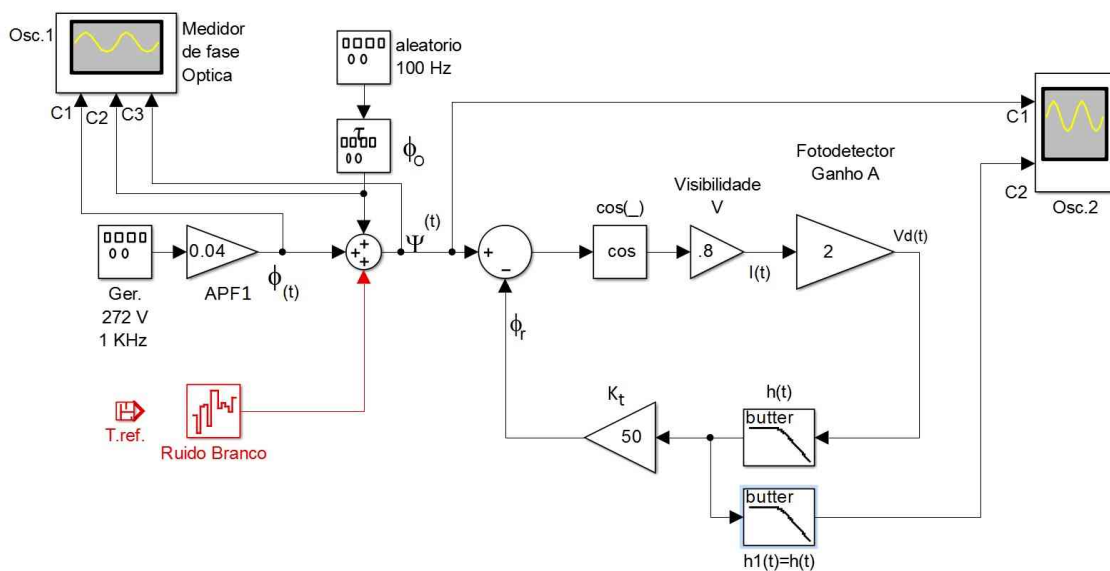 Osc.1
Medidor
de fase
Optica
C1
C2
C3
aleatorio
100 Hz
τ
ϕo
Ψ(t)
Ger.
272 V
1 KHz
0.04
APF1
ϕ(t)
+
+
+
T.ref.
Ruido Branco
+
−
cos(_)
cos
Visibilidade
V
.8
I(t)
Fotodetector
Ganho A
2
Vd(t)
C1
C2
Osc.2
ϕr
Kt
50
h(t)
butter
butter
h1(t)=h(t)